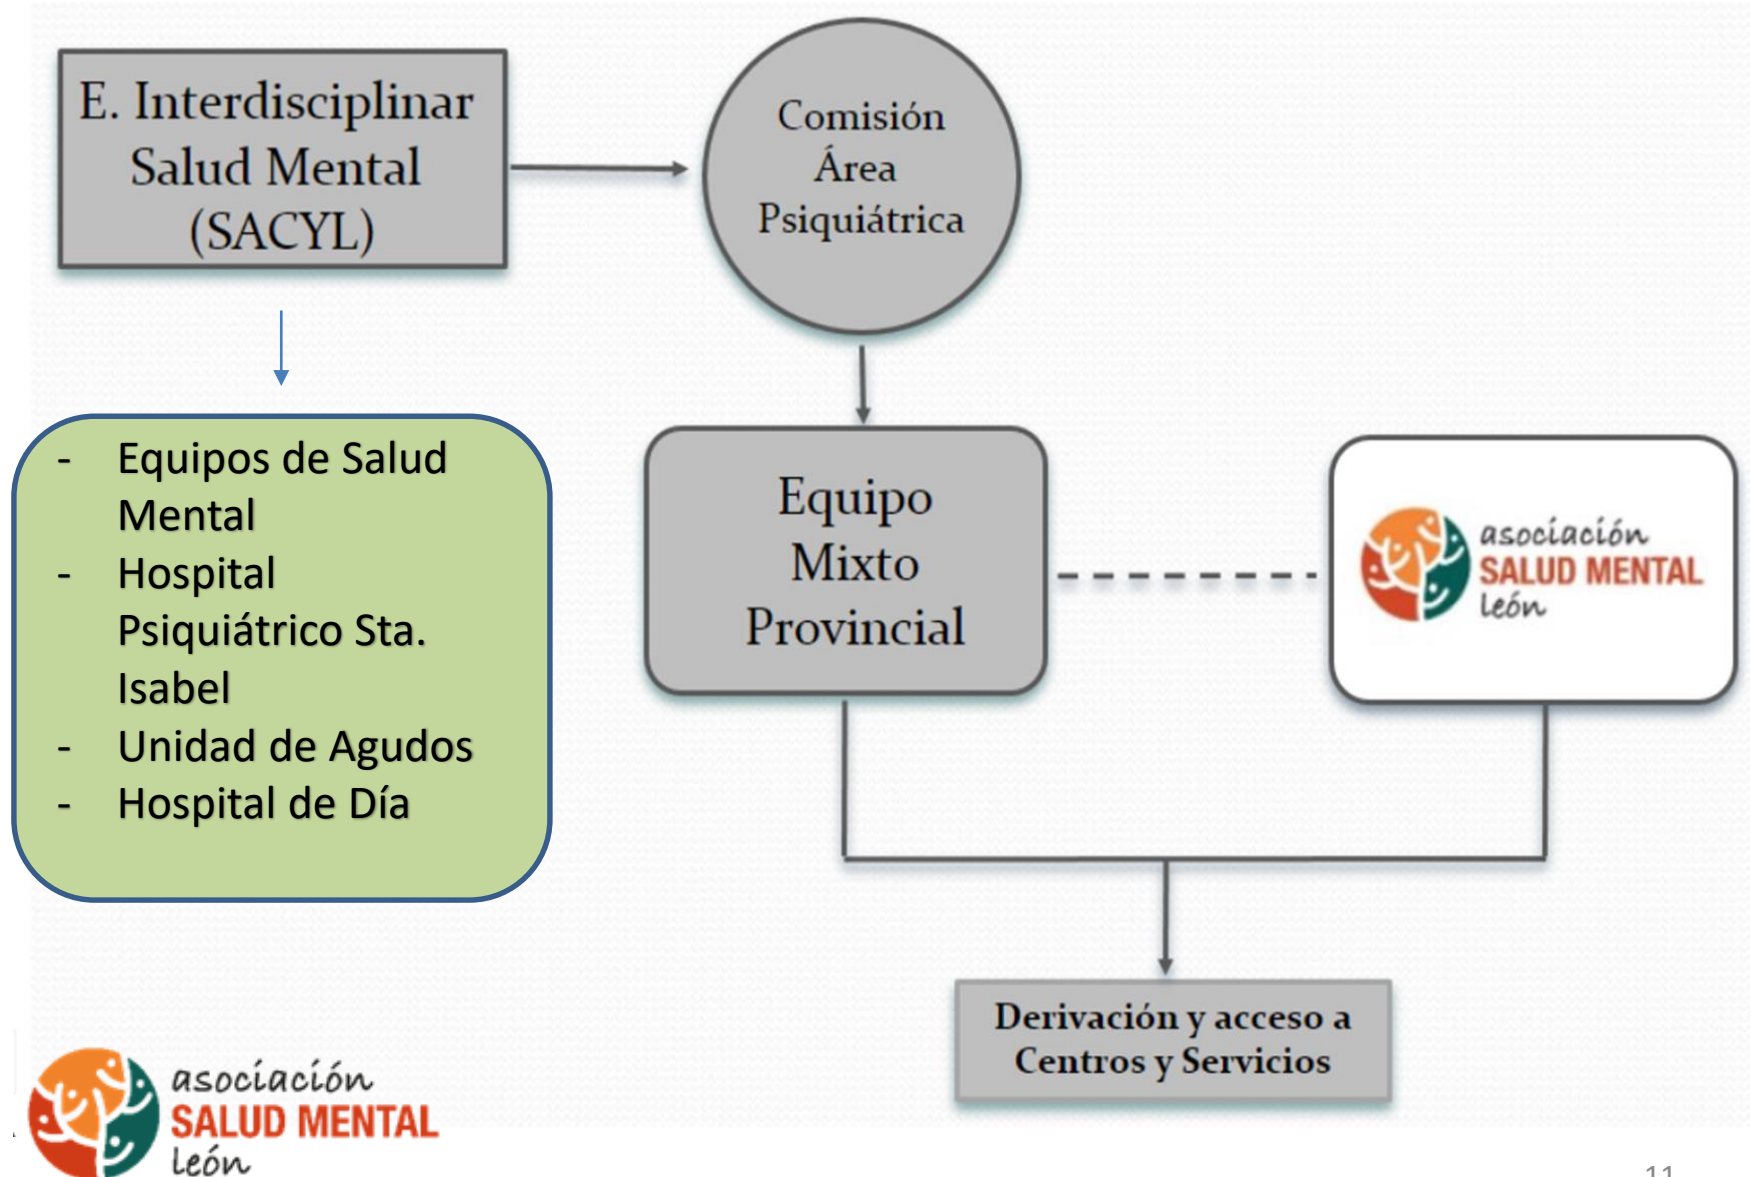 E. Interdisciplinar
Salud Mental
(SACYL)
Comisión
Área
Psiquiátrica
- Equipos de Salud
Mental
- Hospital
Psiquiátrico Sta.
Isabel
- Unidad de Agudos
- Hospital de Día
Equipo
Mixto
Provincial
asociación
SALUD MENTAL
león
Derivación y acceso a
Centros y Servicios
asociación
SALUD MENTAL
león
11